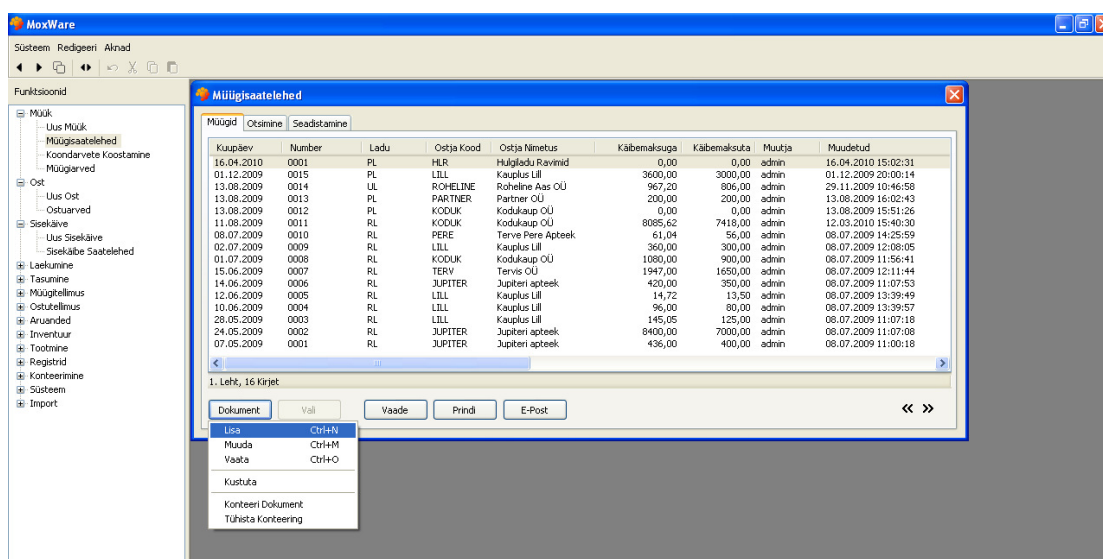 MoxWare
Süsteem Redigeeri Aknad
Funktsioonid
Müük
Uus Müük
Müügisaatelehed
Koondarvete Koostamine
Müügiarved
Ost
Uus Ost
Ostuarved
Sisekäive
Uus Sisekäive
Sisekäibe Saatelehed
Laekumine
Tasumine
Müügitellimus
Ostutellimus
Aruanded
Inventuur
Tootmine
Registrid
Konteerimine
Süsteem
Import
Müügisaatelehed
Müügid Otsimine Seadistamine
Kuupäev Number Ladu Ostja Kood Ostja Nimetus Käibemaksuga Käibemaksuta Muutja Muudetud
16.04.2010 0001 PL HLR Hulgiladu Ravimid 0,00 0,00 admin 16.04.2010 15:02:31
01.12.2009 0015 PL LILL Kauplus Lill 3600,00 3000,00 admin 01.12.2009 20:00:14
13.08.2009 0014 UL ROHELINE Roheline Aas OÜ 967,20 806,00 admin 29.11.2009 10:46:58
13.08.2009 0013 PL PARTNER Partner OÜ 200,00 200,00 admin 13.08.2009 16:02:43
13.08.2009 0012 PL KODUK Kodukaup OÜ 0,00 0,00 admin 13.08.2009 15:51:26
11.08.2009 0011 RL KODUK Kodukaup OÜ 8085,62 7418,00 admin 12.03.2010 15:40:30
08.07.2009 0010 RL PERE Terve Pere Apteek 61,04 56,00 admin 08.07.2009 14:25:59
02.07.2009 0009 RL LILL Kauplus Lill 360,00 300,00 admin 08.07.2009 12:08:05
01.07.2009 0008 RL KODUK Kodukaup OÜ 1080,00 900,00 admin 08.07.2009 11:56:41
15.06.2009 0007 RL TERV Tervis OÜ 1947,00 1650,00 admin 08.07.2009 12:11:44
14.06.2009 0006 RL JUPITER Jupiteri apteek 420,00 350,00 admin 08.07.2009 11:07:53
12.06.2009 0005 RL LILL Kauplus Lill 14,72 13,50 admin 08.07.2009 13:39:49
10.06.2009 0004 RL LILL Kauplus Lill 96,00 80,00 admin 08.07.2009 13:39:57
28.05.2009 0003 RL LILL Kauplus Lill 145,05 125,00 admin 08.07.2009 11:07:18
24.05.2009 0002 RL JUPITER Jupiteri apteek 8400,00 7000,00 admin 08.07.2009 11:07:08
07.05.2009 0001 RL JUPITER Jupiteri apteek 436,00 400,00 admin 08.07.2009 11:00:18
1. Leht, 16 Kirjet
Dokument Vali Vaade Prindi E-Post
Lisa Ctrl+N
Muuda Ctrl+M
Vaata Ctrl+O
Kustuta
Konteeri Dokument
Tühista Konteering